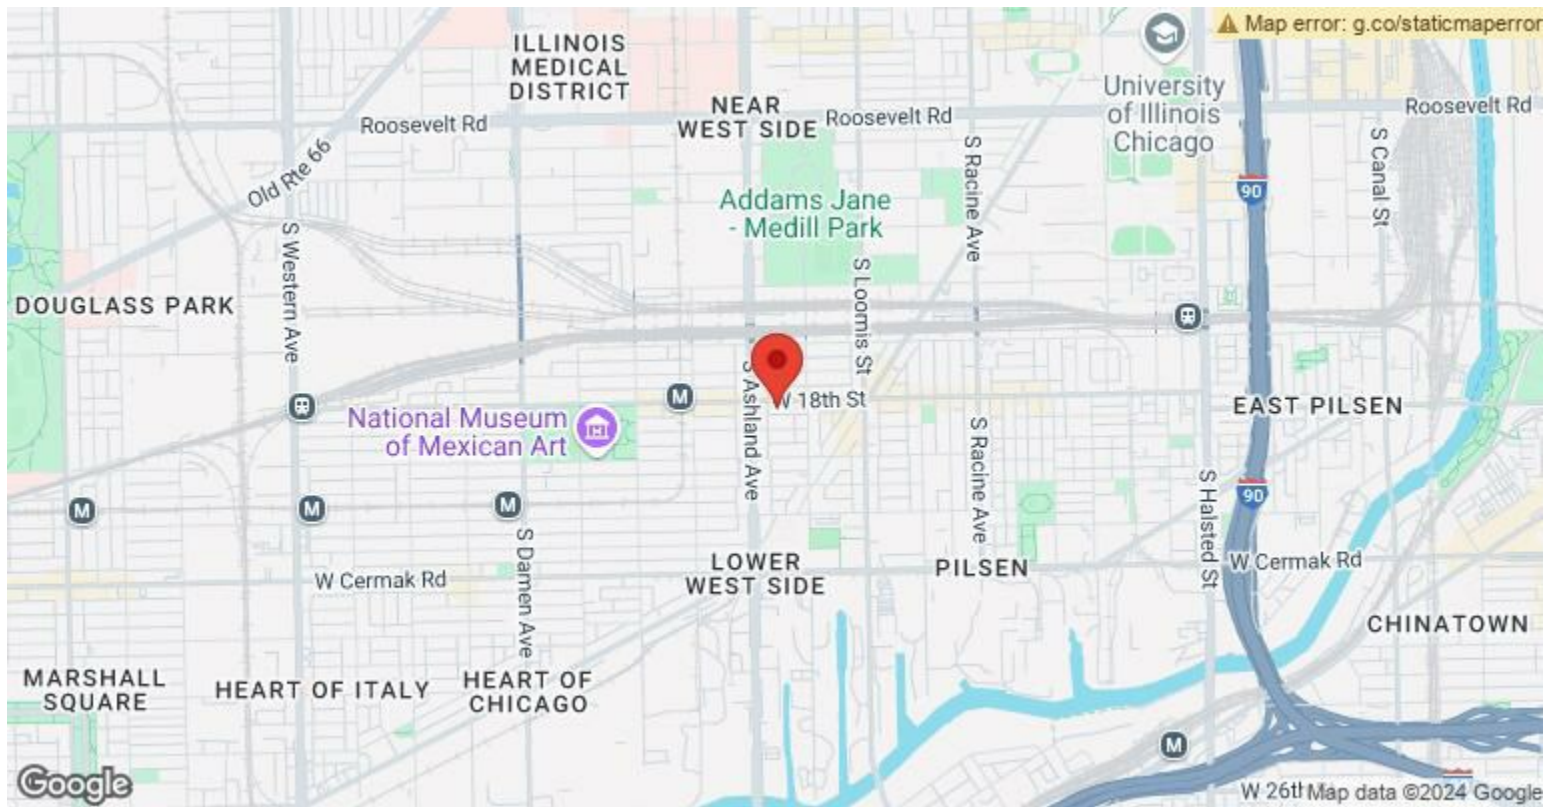 Map error: g.co/staticmaperror
ILLINOIS
MEDICAL
DISTRICT
NEAR
WEST SIDE
Roosevelt Rd
Roosevelt Rd
Roosevelt Rd
University
of Illinois
Chicago
Old Rte 66
S Racine Ave
S Canal St
90
Addams Jane
- Medill Park
S Western Ave
S Loomis St
DOUGLASS PARK
S Ashland Ave
W 18th St
M
National Museum
of Mexican Art
EAST PILSEN
S Racine Ave
S Halsted St
90
M
M
M
S Damen Ave
LOWER
WEST SIDE
PILSEN
W Cermak Rd
W Cermak Rd
CHINATOWN
MARSHALL
SQUARE
HEART OF ITALY
HEART OF
CHICAGO
M
Google
W 26th
Map data ©2024 Google